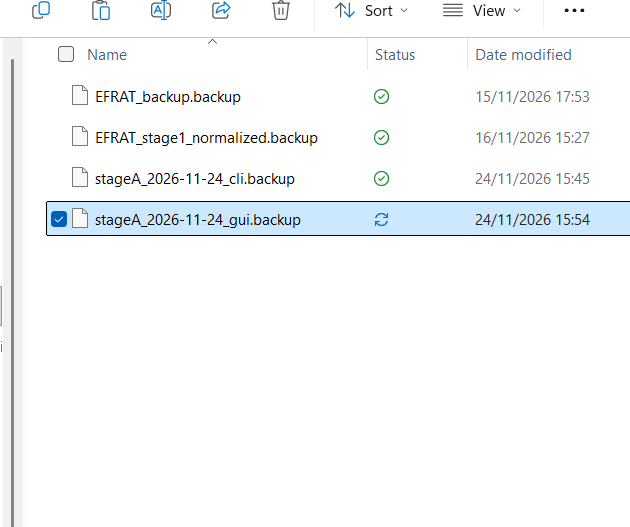 Sort View
Name Status Date modified
EFRAT_backup.backup 15/11/2026 17:53
EFRAT_stage1_normalized.backup 16/11/2026 15:27
stageA_2026-11-24_cli.backup 24/11/2026 15:45
stageA_2026-11-24_gui.backup 24/11/2026 15:54
i